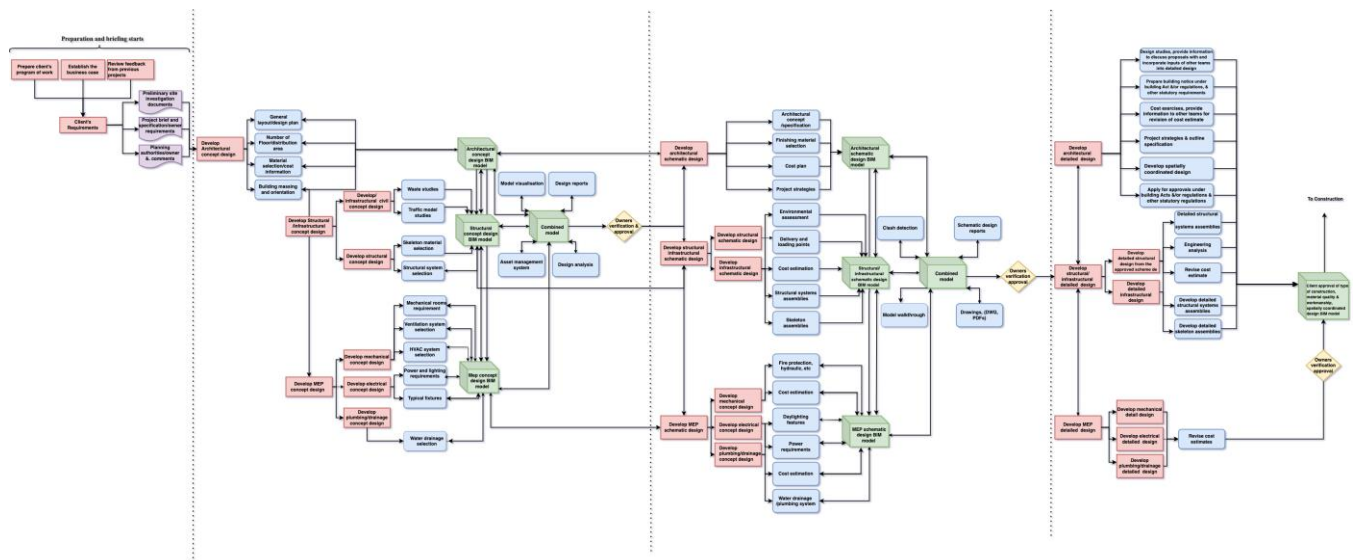 Preparation and briefing starts
Prepare client's
program of work
Establish the
business case
Review feedback
from previous
projects
Client's
Requirements
Preliminary site
investigation
documents
Project brief and
specification/owner
requirements
Planning
authorities/owner
& comments
Develop
Architectural
concept design
General
layout/design plan
Number of
Floor/distribution
area
Material
selection/cost
information
Building massing
and orientation
Architecture
concept design
BIM model
Develop Structural
/infrastructural
concept design
Develop/
infrastructural civil
concept design
Waste studies
Traffic model
studies
Develop structural
concept design
Skeleton material
selection
Structural system
selection
Structural
concept design
BIM model
Model visualisation
Design reports
Combined
model
Asset management
system
Design analysis
Owners
verification &
approval
Develop MEP
concept design
Develop mechanical
concept design
Develop electrical
concept design
Develop
plumbing/drainage
concept design
Mechanical rooms
requirement
Ventilation system
selection
HVAC system
selection
Power and lighting
requirements
Typical fixtures
Water drainage
selection
Mep concept
design BIM
model
Develop
architectural
schematic design
Architectural
concept /specification
Finishing material
selection
Cost plan
Project strategies
Architectural
schematic
design BIM
model
Develop structural
infrastructural
schematic design
Develop structural
schematic design
Develop
infrastructural
schematic design
Environmental
assessment
Delivery and
loading points
Cost estimation
Structural systems
assemblies
Skeleton
assemblies
Structural/
infrastructural
schematic design
BIM model
Clash detection
Schematic design
reports
Combined
model
Model walkthrough
Drawings, (DWG,
PDFs)
Owners
verification
approval
Develop MEP
schematic design
Develop
mechanical
concept design
Develop electrical
concept design
Develop
plumbing/drainage
concept design
Fire protection,
hydraulic, etc
Cost estimation
Daylighting
features
Power
requirements
Cost estimation
Water drainage
/plumbing system
MEP schematic
design BIM
model
Develop
architectural
detailed design
Design studies, provide information
to discuss proposals with and
incorporate inputs of other teams
into detailed design
Prepare building notice under
building Act &/or regulations, &
other statutory requirements
Cost exercises, provide
information to other teams for
revision of cost estimate
Project strategies & outline
specification
Develop spatially
coordinated design
Apply for approvals under
building Acts &/or regulations &
other statutory regulations
Develop
structural/
infrastructural
detailed design
Develop
detailed structural
design from the
approved scheme de
Develop
detailed
infrastructural design
Detailed structural
systems assemblies
Engineering
analysis
Revise cost
estimate
Develop detailed
structural systems
assemblies
Develop detailed
skeleton assemblies
Develop MEP
detailed design
Develop mechanical
detail design
Develop electrical
detailed design
Develop
plumbing/drainage
detailed design
Revise cost
estimates
To Construction
Client approval of type
of construction,
material quality &
workmanship,
spatially coordinated
design BIM model
Owners
verification
approval